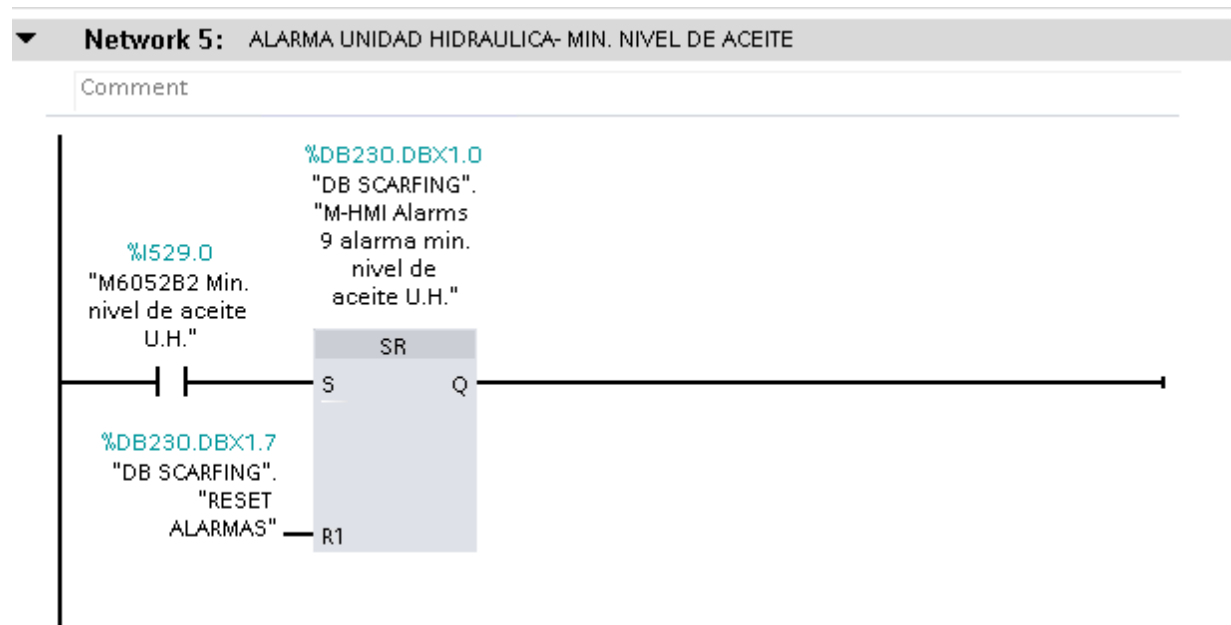 Network 5: ALARMA UNIDAD HIDRAULICA- MIN. NIVEL DE ACEITE
Comment
%DB230.DBX1.0
"DB SCARFING".
"M-HMI Alarms
9 alarma min.
nivel de
aceite U.H."
%I529.0
"M6052B2 Min.
nivel de aceite
U.H."
SR
S Q
%DB230.DBX1.7
"DB SCARFING".
"RESET
ALARMAS"
R1